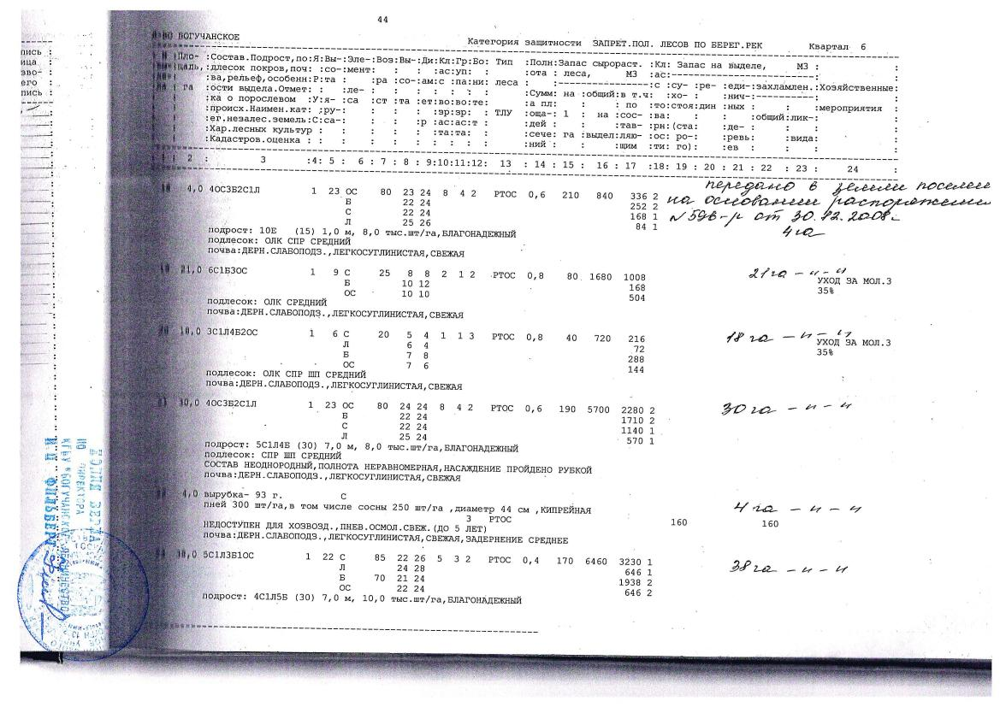 44
БОГУЧАНСКОЕ Категория защитности ЗАПРЕТ.ПОЛ. ЛЕСОВ ПО БЕРЕГ.РЕК Квартал 6
:Пло- :Состав.Подрост,по:Я:Вы-:Эле-:Воз:Вы-:Ди:Кл:Гр:Бо: Тип :Полн:Запас сырораст. :Кл: Запас на выделе, М3 : :
щадь,:длесок покров,поч: :со-:мент: : : :ас:уп: : :ота : леса, М3 :ас:--------------------: :
:ва,рельеф,особенн:Р:та : :ра :со-:ам:с :па:ни: леса :----:-----------------:с :су- : ре- :еди-:захламлен.:Хозяйственные:
га :ости выдела.Отмет: : :ле- : : : : : : : :Сумм: на :общий:в т.ч: :хо- : :нич-:----------: :
:ка о порослевом :У:я- :са :ст :та :ет:во:во:те: :а пл: : : по :то:стоя:дин :ных : : :мероприятия :
:происх.Наимен.кат: :ру-: : : : :зр:зр: : ТЛУ :оща-: 1 : на :сос- :ва: : : :общий:лик-: :
:ег.незалес.земель:С:са-: : : :р :ас:ас:т : :дей : : :тав- :рн:(ста: :де- : : : :
:Хар.лесных культур : : : : : :та:та: : :сече: га :выдел:ляю- :ос: ро-: :ревь: :вида: :
:Кадастров.оценка : : : : : : : : : : :ний : : :щим :ти: го): :ев : : : :
: 2 : 3 :4: 5 : 6 : 7 : 8 : 9:10:11:12: 13 : 14 : 15 : 16 : 17 :18: 19 : 20 : 21 : 22 : 23 : 24
4,0 4ОС3Б2С1Л 1 23 ОС 80 23 24 8 4 2 РТОС 0,6 210 840 336 2 передано в земли поселен
Б 22 24 252 2 на основании распоряжения
С 22 24 168 1 № 596-р от 30.12.2008г
Л 25 26 84 1 4 га
подрост: 10Е (15) 1,0 м, 8,0 тыс.шт/га,БЛАГОНАДЕЖНЫЙ
подлесок: ОЛК СПР СРЕДНИЙ
почва:ДЕРН.СЛАБОПОДЗ.,ЛЕГКОСУГЛИНИСТАЯ,СВЕЖАЯ
21,0 6С1Б3ОС 1 9 С 25 8 8 2 1 2 РТОС 0,8 80 1680 1008 21 га – и – и
Б 10 12 168 УХОД ЗА МОЛ.3
ОС 10 10 504 35%
подлесок: ОЛК СРЕДНИЙ
почва:ДЕРН.СЛАБОПОДЗ.,ЛЕГКОСУГЛИНИСТАЯ,СВЕЖАЯ
18,0 3С1Л4Б2ОС 1 6 С 20 5 4 1 1 3 РТОС 0,8 40 720 216 18 га – и – и
Л 6 4 72 УХОД ЗА МОЛ.3
Б 7 8 288 35%
ОС 7 6 144
подлесок: ОЛК СПР ШП СРЕДНИЙ
почва:ДЕРН.СЛАБОПОДЗ.,ЛЕГКОСУГЛИНИСТАЯ,СВЕЖАЯ
30,0 4ОС3Б2С1Л 1 23 ОС 80 24 24 8 4 2 РТОС 0,6 190 5700 2280 2 30 га – и – и
Б 22 24 1710 2
С 22 24 1140 1
Л 25 24 570 1
подрост: 5С1Л4Б (30) 7,0 м, 8,0 тыс.шт/га,БЛАГОНАДЕЖНЫЙ
подлесок: СПР ШП СРЕДНИЙ
СОСТАВ НЕОДНОРОДНЫЙ,ПОЛНОТА НЕРАВНОМЕРНАЯ,НАСАЖДЕНИЕ ПРОЙДЕНО РУБКОЙ
почва:ДЕРН.СЛАБОПОДЗ.,ЛЕГКОСУГЛИНИСТАЯ,СВЕЖАЯ
4,0 вырубка- 93 г. С
пней 300 шт/га,в том числе сосны 250 шт/га ,диаметр 44 см ,КИПРЕЙНАЯ 4 га – и – и
3 РТОС 160 160
НЕДОСТУПЕН ДЛЯ ХОЗВОЗД.,ПНЕВ.ОСМОЛ.СВЕЖ.(ДО 5 ЛЕТ)
почва:ДЕРН.СЛАБОПОДЗ.,ЛЕГКОСУГЛИНИСТАЯ,СВЕЖАЯ,ЗАДЕРНЕНИЕ СРЕДНЕЕ
38,0 5С1Л3Б1ОС 1 22 С 85 22 26 5 3 2 РТОС 0,4 170 6460 3230 1 38 га – и – и
Л 24 28 646 1
Б 70 21 24 1938 2
ОС 22 24 646 2
подрост: 4С1Л5Б (30) 7,0 м, 10,0 тыс.шт/га,БЛАГОНАДЕЖНЫЙ
пись :
ица :
зво- :
его :
пись :
КОПИЯ ВЕРНА
КГБУ «БОГУЧАНСКОЕ ЛЕСНИЧЕСТВО»
И Ц ФИЛЬБЕРТ